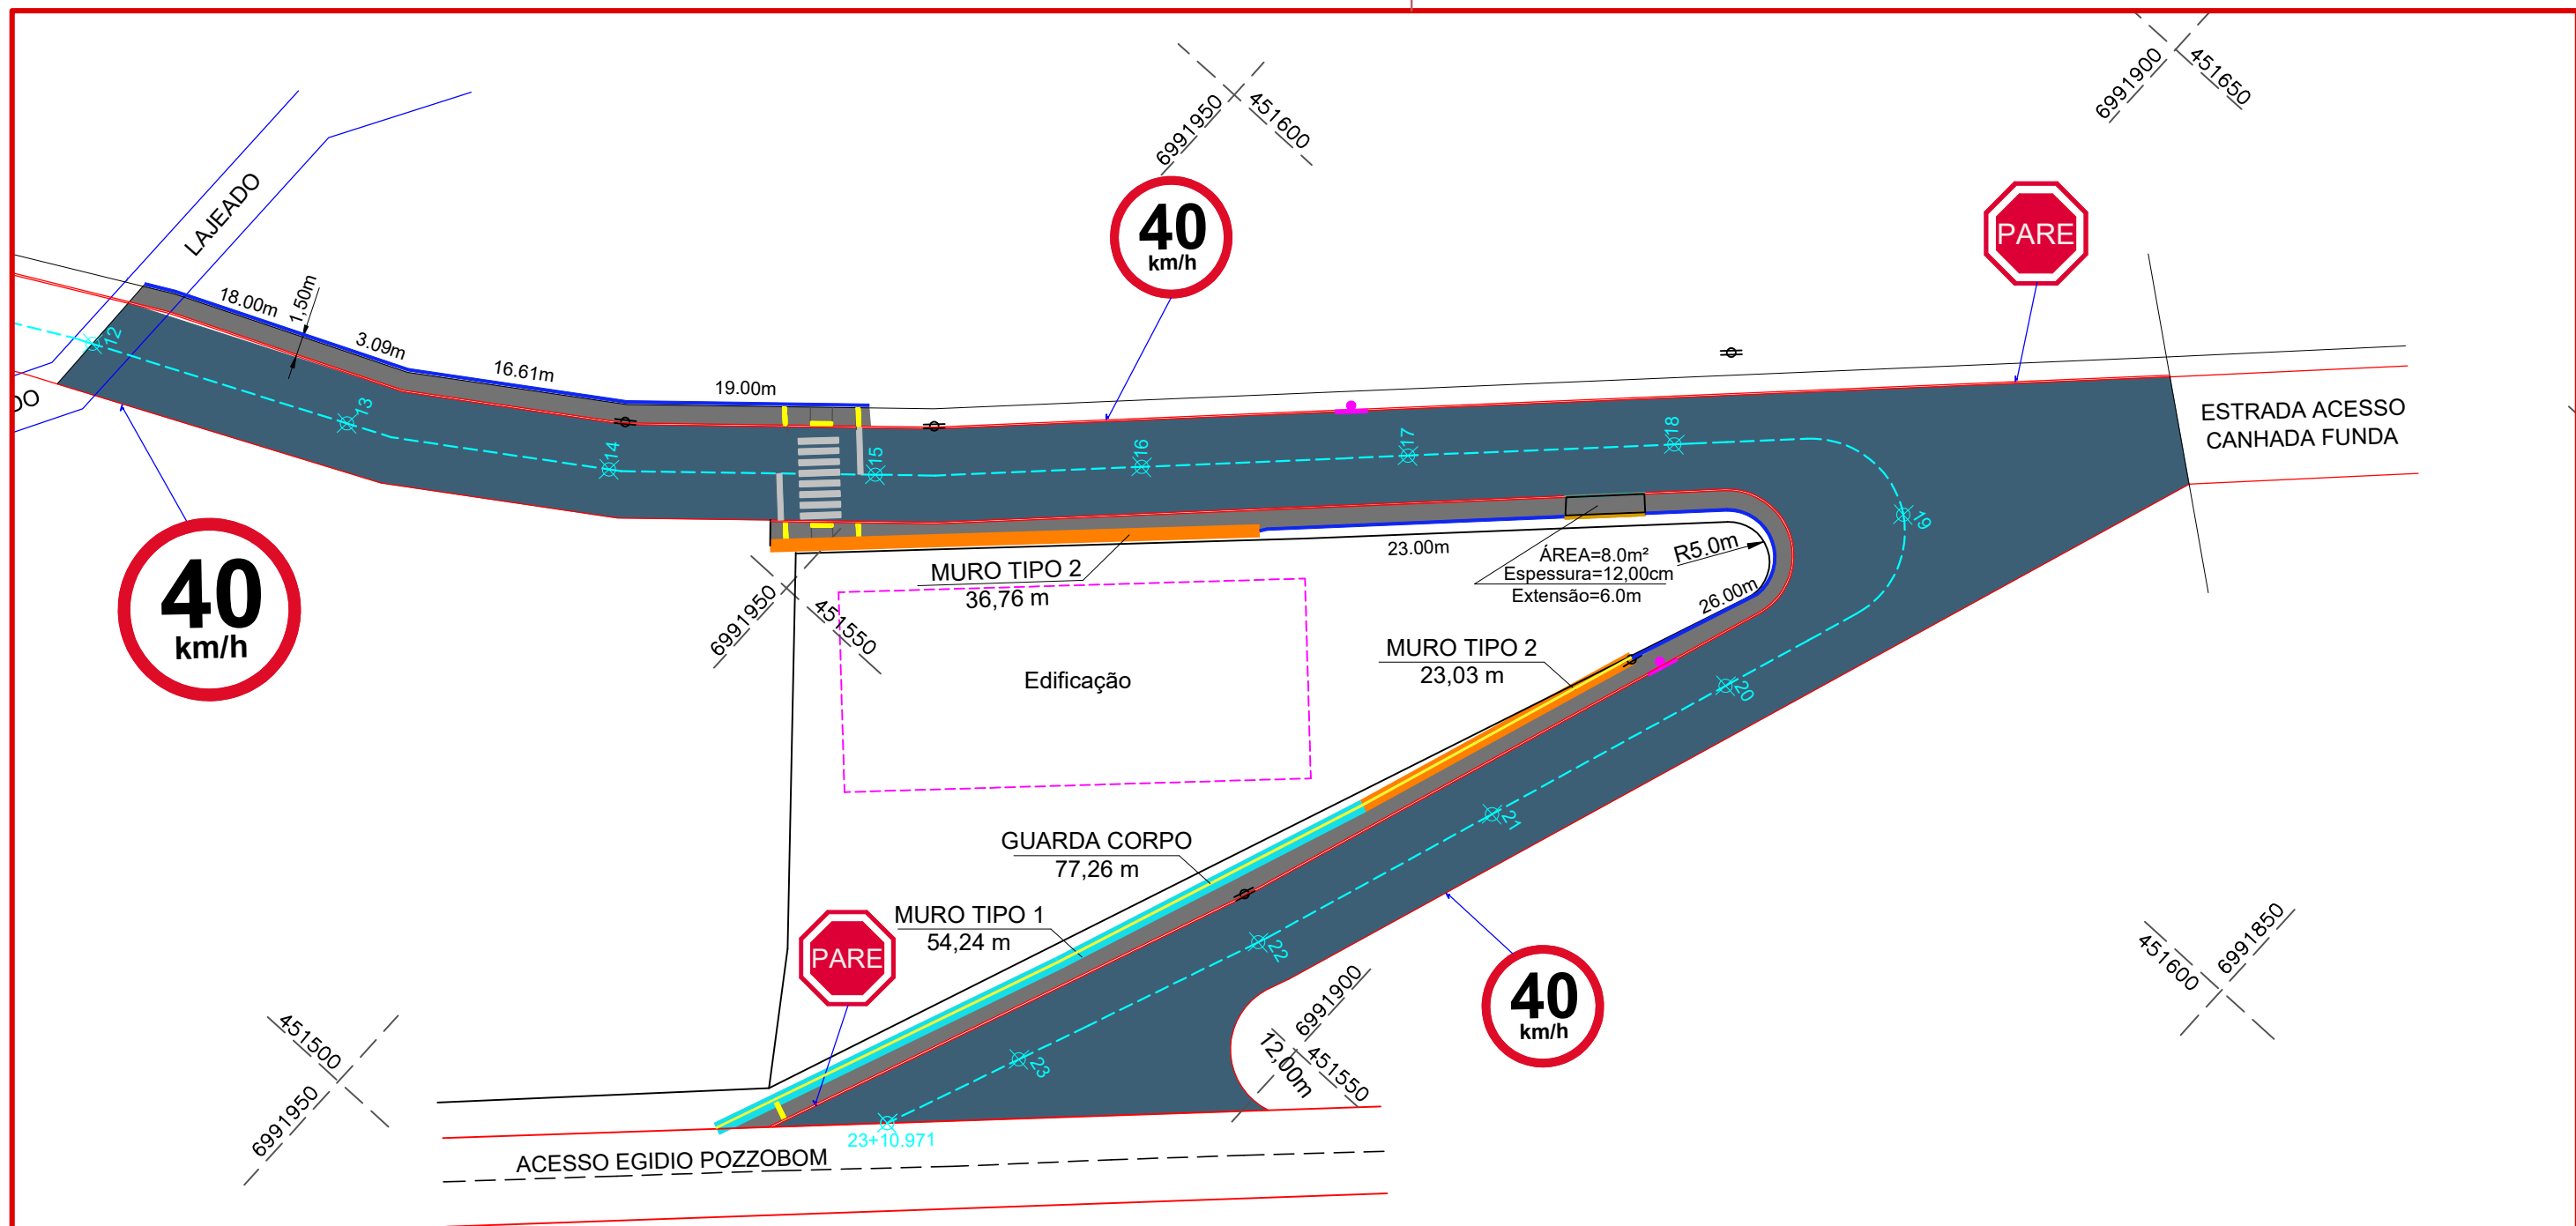 6991950
451600
6991900
451650
LAJEADO
40
km/h
PARE
18.00m
1,50m
3.09m
16.61m
19.00m
12
13
14
15
16
17
18
19
ESTRADA ACESSO
CANHADA FUNDA
DO
40
km/h
MURO TIPO 2
36,76 m
23.00m
ÁREA=8.0m²
Espessura=12,00cm
Extensão=6.0m
R5.0m
26.00m
6991950
451550
Edificação
MURO TIPO 2
23,03 m
20
21
GUARDA CORPO
77,26 m
MURO TIPO 1
54,24 m
PARE
22
23
40
km/h
6991900
451550
12,00m
451600
6991850
451500
6991950
23+10.971
ACESSO EGIDIO POZZOBOM